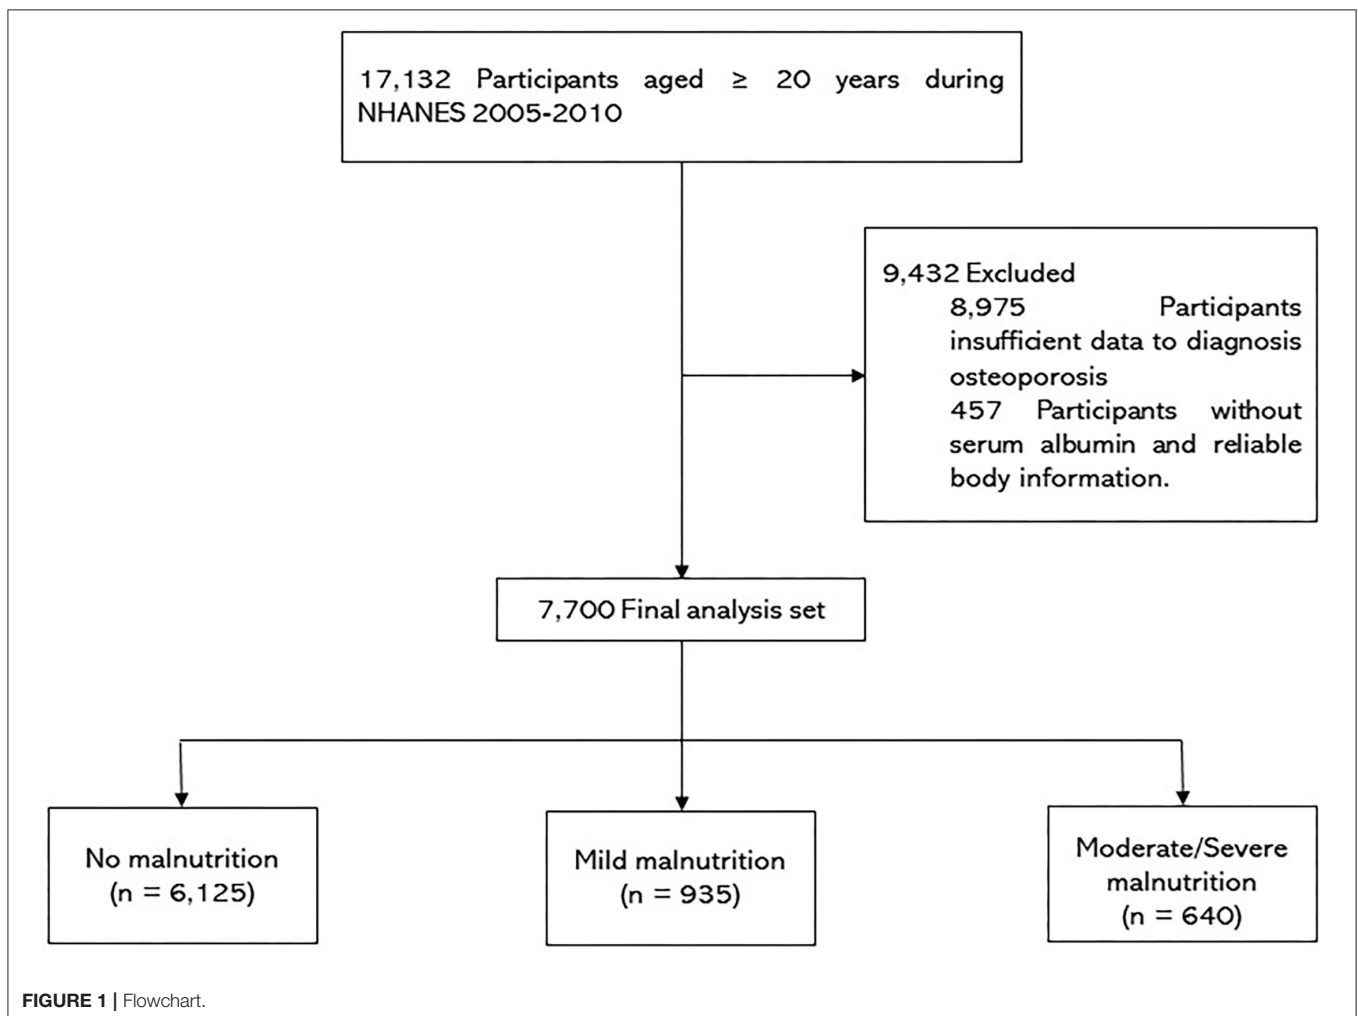 17,132 Participants aged ≥ 20 years during
NHANES 2005-2010
9,432 Excluded
8,975 Participants
insufficient data to diagnosis
osteoporosis
457 Participants without
serum albumin and reliable
body information.
7,700 Final analysis set
No malnutrition
(n = 6,125)
Mild malnutrition
(n = 935)
Moderate/Severe
malnutrition
(n = 640)
FIGURE 1 | Flowchart.